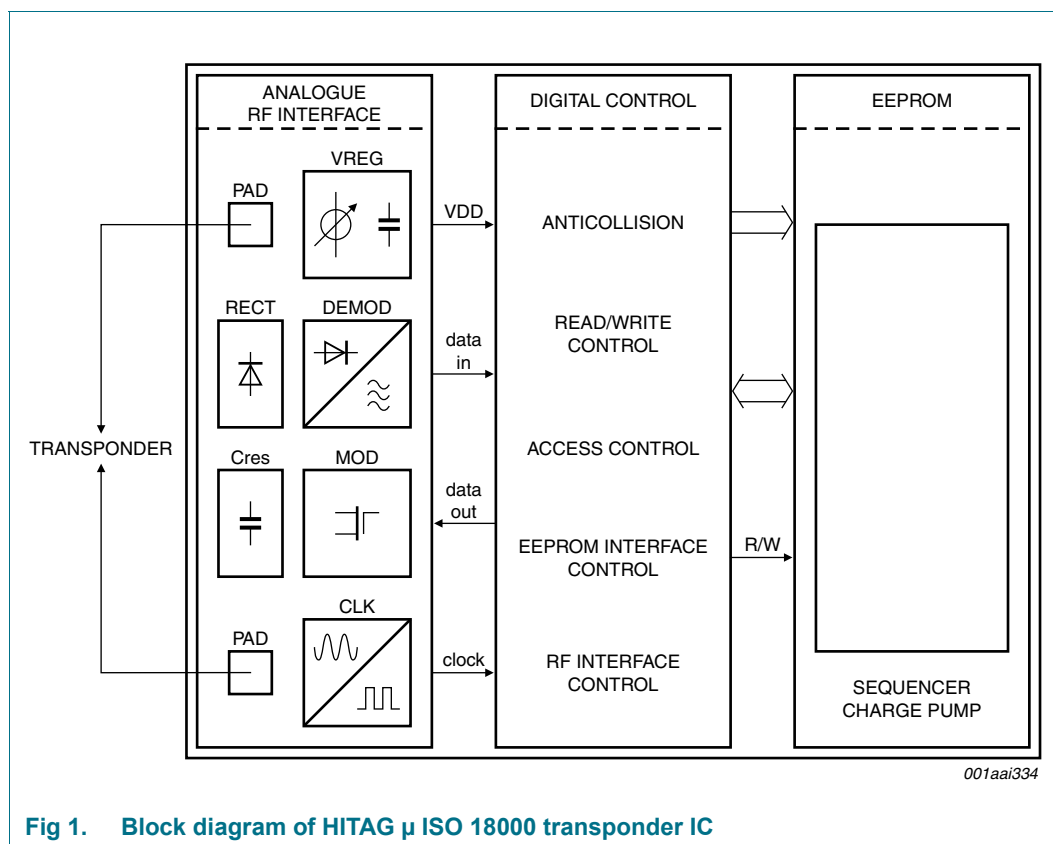 ANALOGUE
RF INTERFACE
DIGITAL CONTROL
EEPROM
VREG
PAD
VDD
ANTICOLLISION
RECT
DEMOD
data
in
READ/WRITE
CONTROL
TRANSPONDER
ACCESS CONTROL
Cres
MOD
data
out
EEPROM INTERFACE
CONTROL
R/W
CLK
PAD
clock
RF INTERFACE
CONTROL
SEQUENCER
CHARGE PUMP
001aai334
Fig 1. Block diagram of HITAG µ ISO 18000 transponder IC